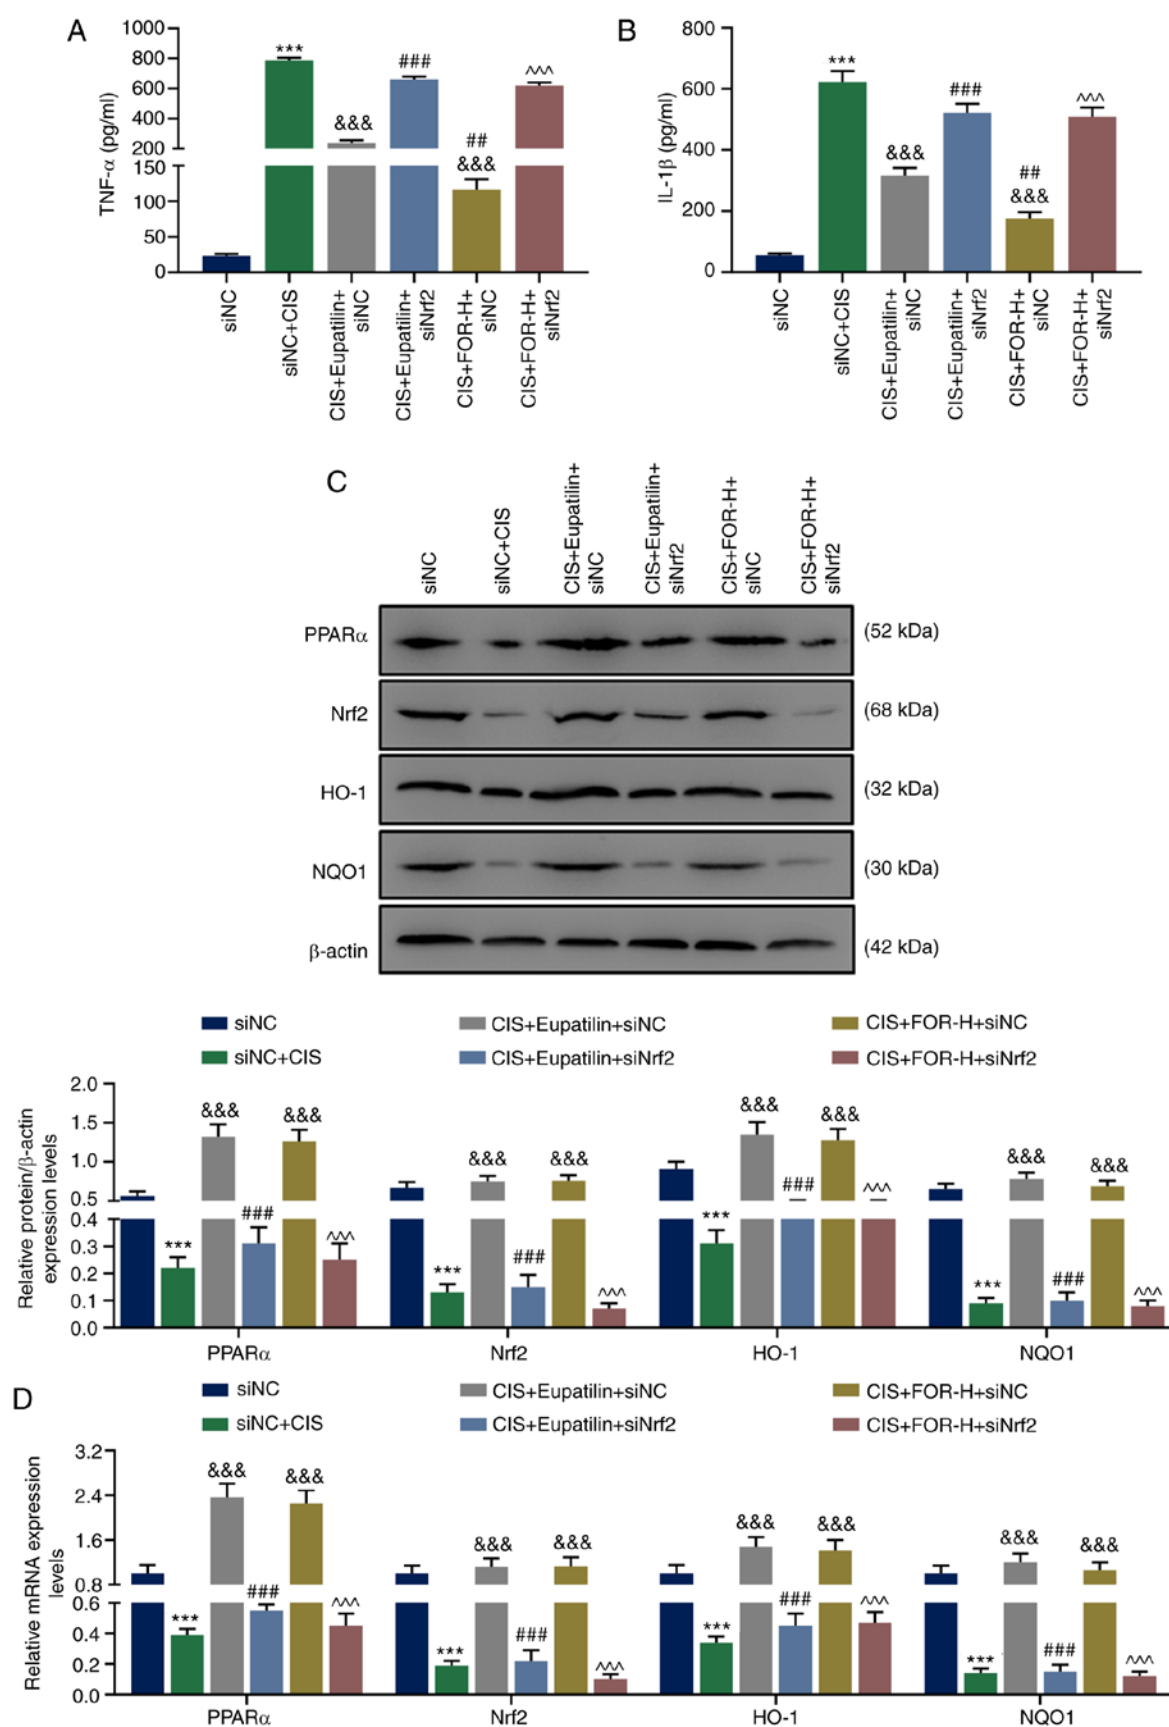 A
TNF-α (pg/ml)
1000
800
600
400
200
150
100
50
0
***
&&&
###
##
&&&
^^^
siNC
siNC+CIS
CIS+Eupatilin+
siNC
CIS+Eupatilin+
siNrf2
CIS+FOR-H+
siNC
CIS+FOR-H+
siNrf2
B
IL-1β (pg/ml)
800
600
400
200
0
***
&&&
###
##
&&&
^^^
siNC
siNC+CIS
CIS+Eupatilin+
siNC
CIS+Eupatilin+
siNrf2
CIS+FOR-H+
siNC
CIS+FOR-H+
siNrf2
C
siNC
siNC+CIS
CIS+Eupatilin+
siNC
CIS+Eupatilin+
siNrf2
CIS+FOR-H+
siNC
CIS+FOR-H+
siNrf2
PPARα (52 kDa)
Nrf2 (68 kDa)
HO-1 (32 kDa)
NQO1 (30 kDa)
β-actin (42 kDa)
siNC CIS+Eupatilin+siNC CIS+FOR-H+siNC
siNC+CIS CIS+Eupatilin+siNrf2 CIS+FOR-H+siNrf2
Relative protein/β-actin
expression levels
2.0
1.5
1.0
0.5
0.4
0.3
0.2
0.1
0.0
*** &&& ### &&& ^^^
*** &&& ### &&& ^^^
*** &&& ### &&& ^^^
*** &&& ### &&& ^^^
PPARα Nrf2 HO-1 NQO1
D
siNC CIS+Eupatilin+siNC CIS+FOR-H+siNC
siNC+CIS CIS+Eupatilin+siNrf2 CIS+FOR-H+siNrf2
Relative mRNA expression
levels
3.2
2.4
1.6
0.8
0.6
0.4
0.2
0.0
*** &&& ### &&& ^^^
*** &&& ### &&& ^^^
*** &&& ### &&& ^^^
*** &&& ### &&& ^^^
PPARα Nrf2 HO-1 NQO1